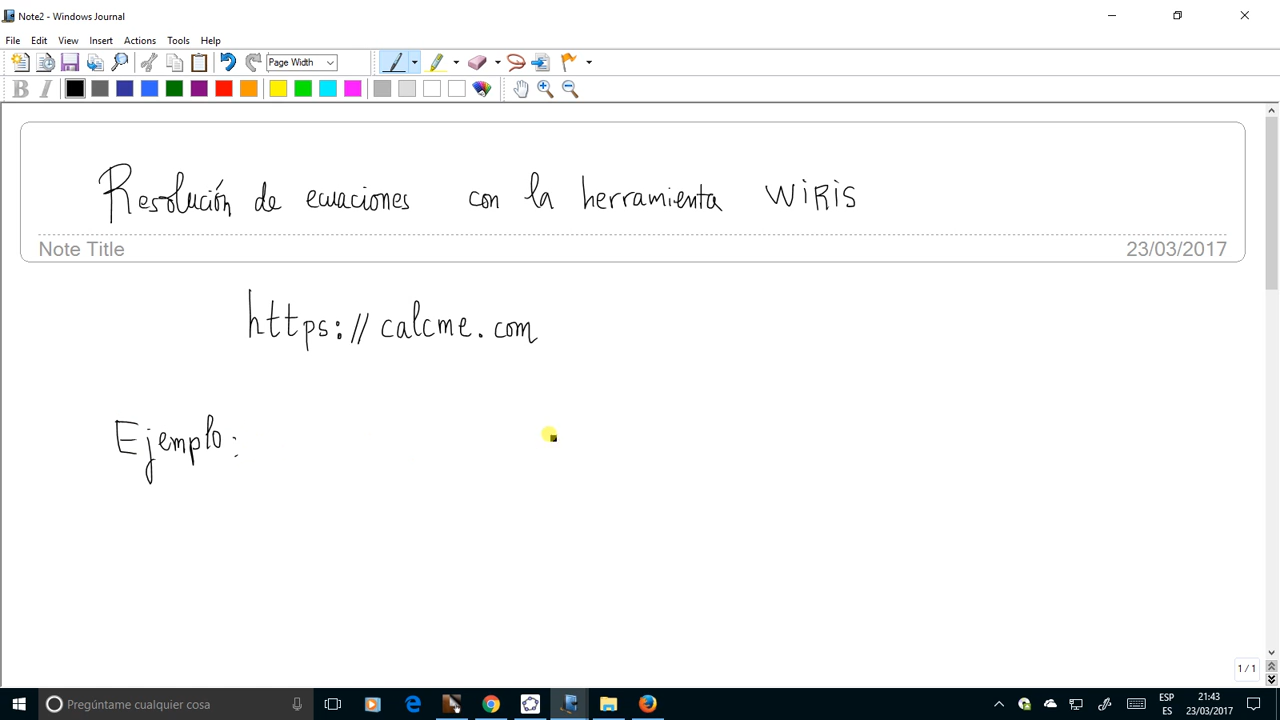 Note2 - Windows Journal
File Edit View Insert Actions Tools Help
Page Width
B I
Resolución de ecuaciones con la herramienta WiRiS
Note Title 23/03/2017
https://calcme.com
Ejemplo:
1 / 1
Pregúntame cualquier cosa
ESP 21:43
ES 23/03/2017